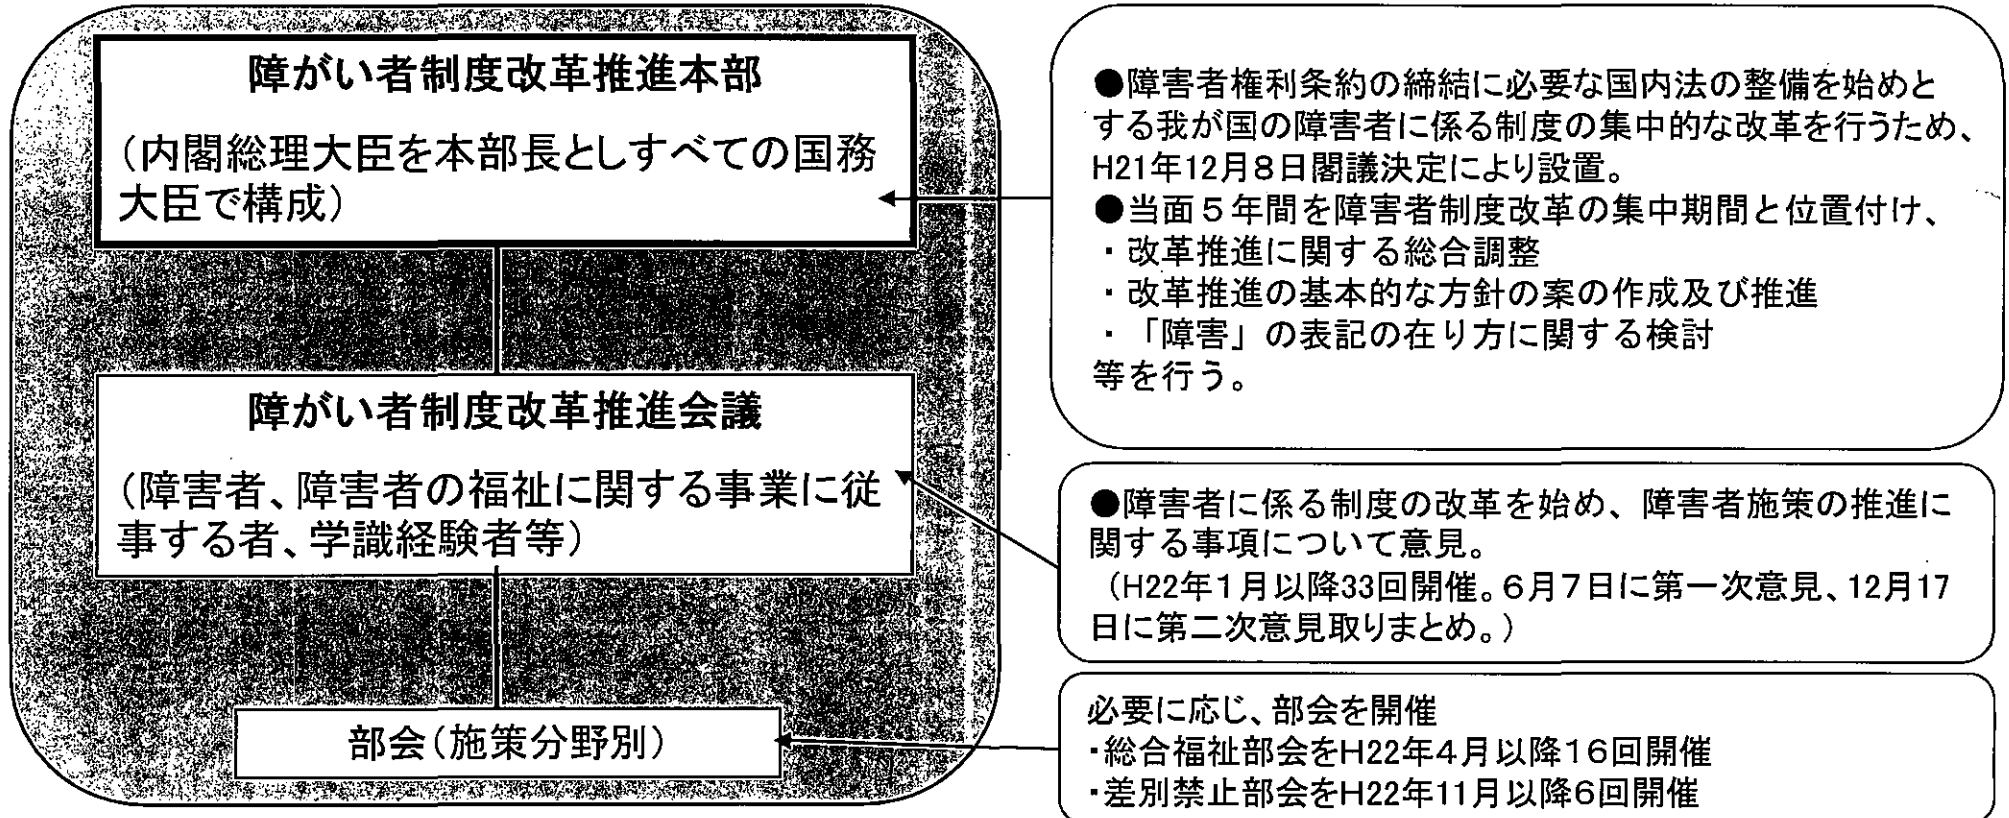 障がい者制度改革推進本部
(内閣総理大臣を本部長としすべての国務
大臣で構成)
障がい者制度改革推進会議
(障害者、障害者の福祉に関する事業に従
事する者、学識経験者等)
部会(施策分野別)
●障害者権利条約の締結に必要な国内法の整備を始めと
する我が国の障害者に係る制度の集中的な改革を行うため、
H21年12月8日閣議決定により設置。
●当面5年間を障害者制度改革の集中期間と位置付け、
・改革推進に関する総合調整
・改革推進の基本的な方針の案の作成及び推進
・「障害」の表記の在り方に関する検討
等を行う。
●障害者に係る制度の改革を始め、障害者施策の推進に
関する事項について意見。
(H22年1月以降33回開催。6月7日に第一次意見、12月17
日に第二次意見取りまとめ。)
必要に応じ、部会を開催
・総合福祉部会をH22年4月以降16回開催
・差別禁止部会をH22年11月以降6回開催